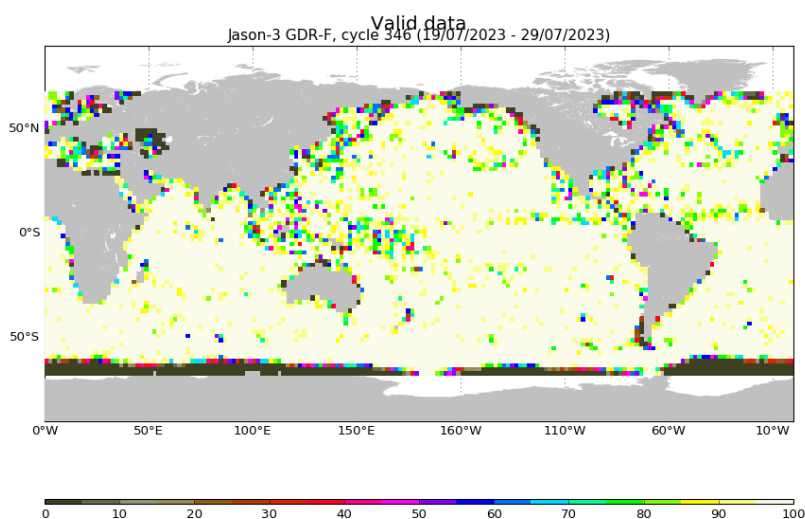 Valid data
Jason-3 GDR-F, cycle 346 (19/07/2023 - 29/07/2023)
50°N
0°S
50°S
0°W 50°E 100°E 150°E 160°W 110°W 60°W 10°W
0 10 20 30 40 50 60 70 80 90 100